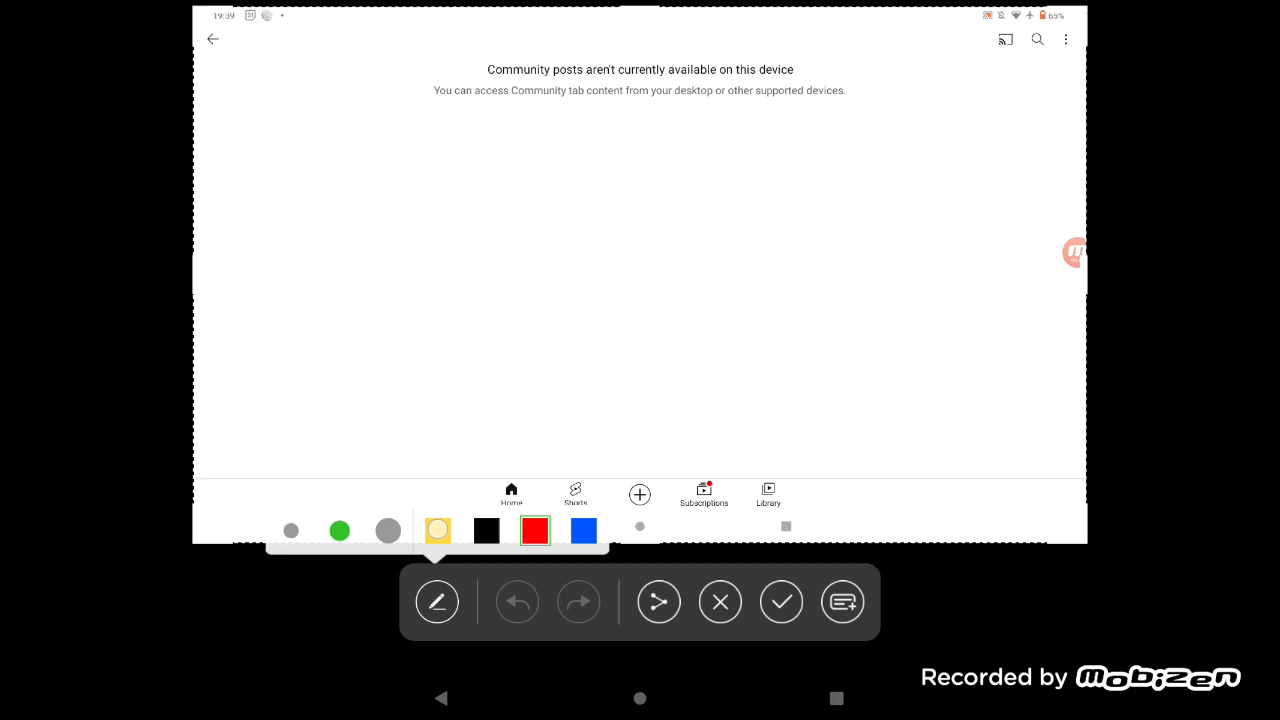 19:39
31
65%
Community posts aren't currently available on this device
You can access Community tab content from your desktop or other supported devices.
Home
Shorts
Subscriptions
Library
Recorded by mobizen